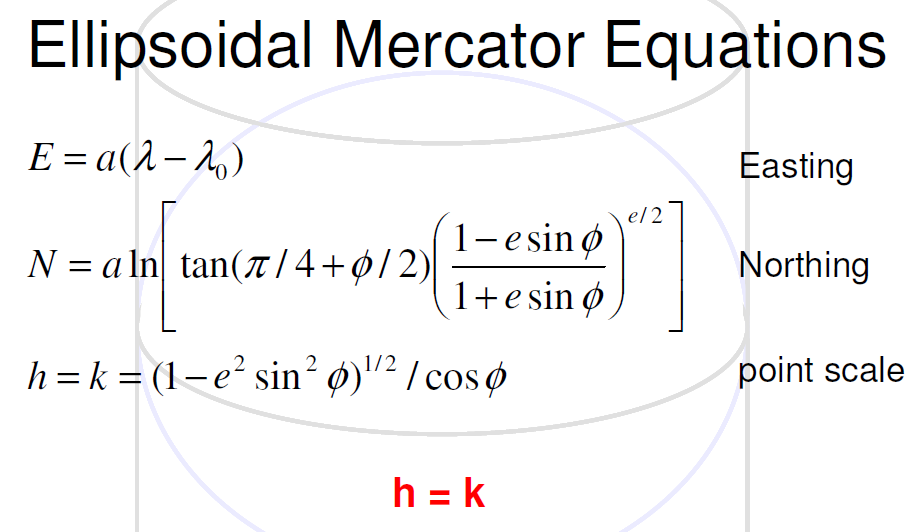 Ellipsoidal Mercator Equations
E = a(λ − λ₀) Easting
N = a ln[ tan(π / 4 + ϕ / 2) ( (1 − e sin ϕ) / (1 + e sin ϕ) )^(e/2) ] Northing
h = k = (1 − e² sin² ϕ)^(1/2) / cos ϕ point scale
h = k